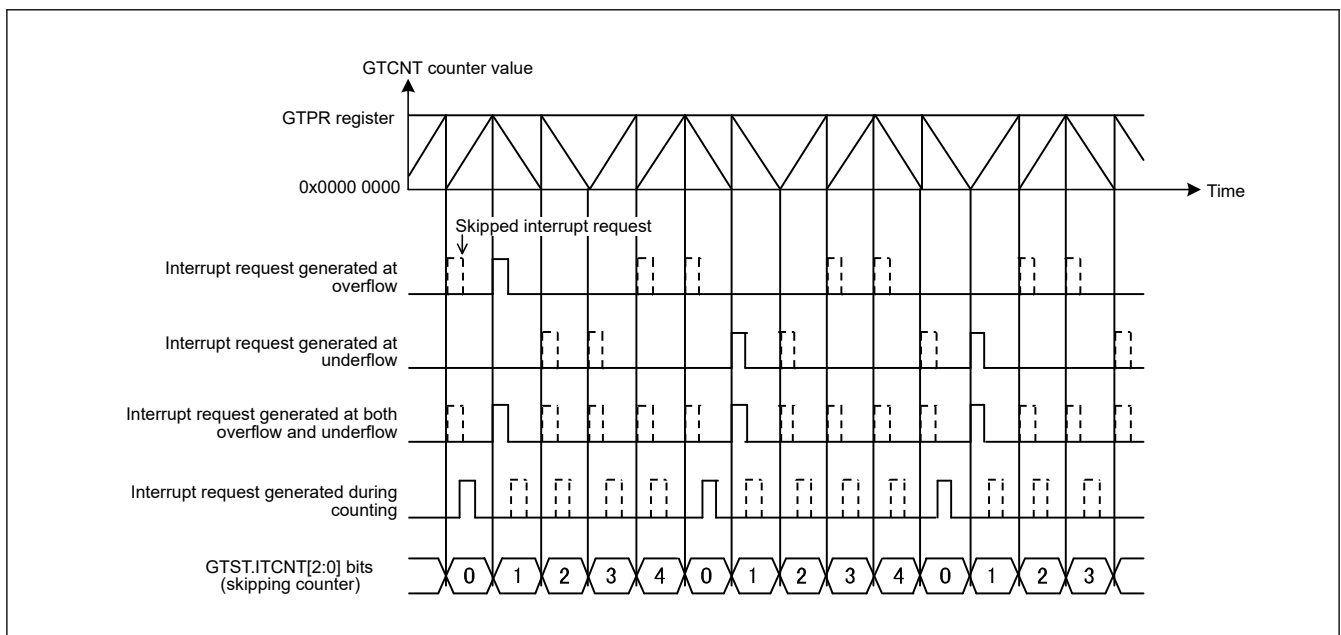 GTCNT counter value
GTPR register
0x0000 0000
Time
Skipped interrupt request
Interrupt request generated at
overflow
Interrupt request generated at
underflow
Interrupt request generated at both
overflow and underflow
Interrupt request generated during
counting
GTST.ITCNT[2:0] bits
(skipping counter)
0 1 2 3 4 0 1 2 3 4 0 1 2 3